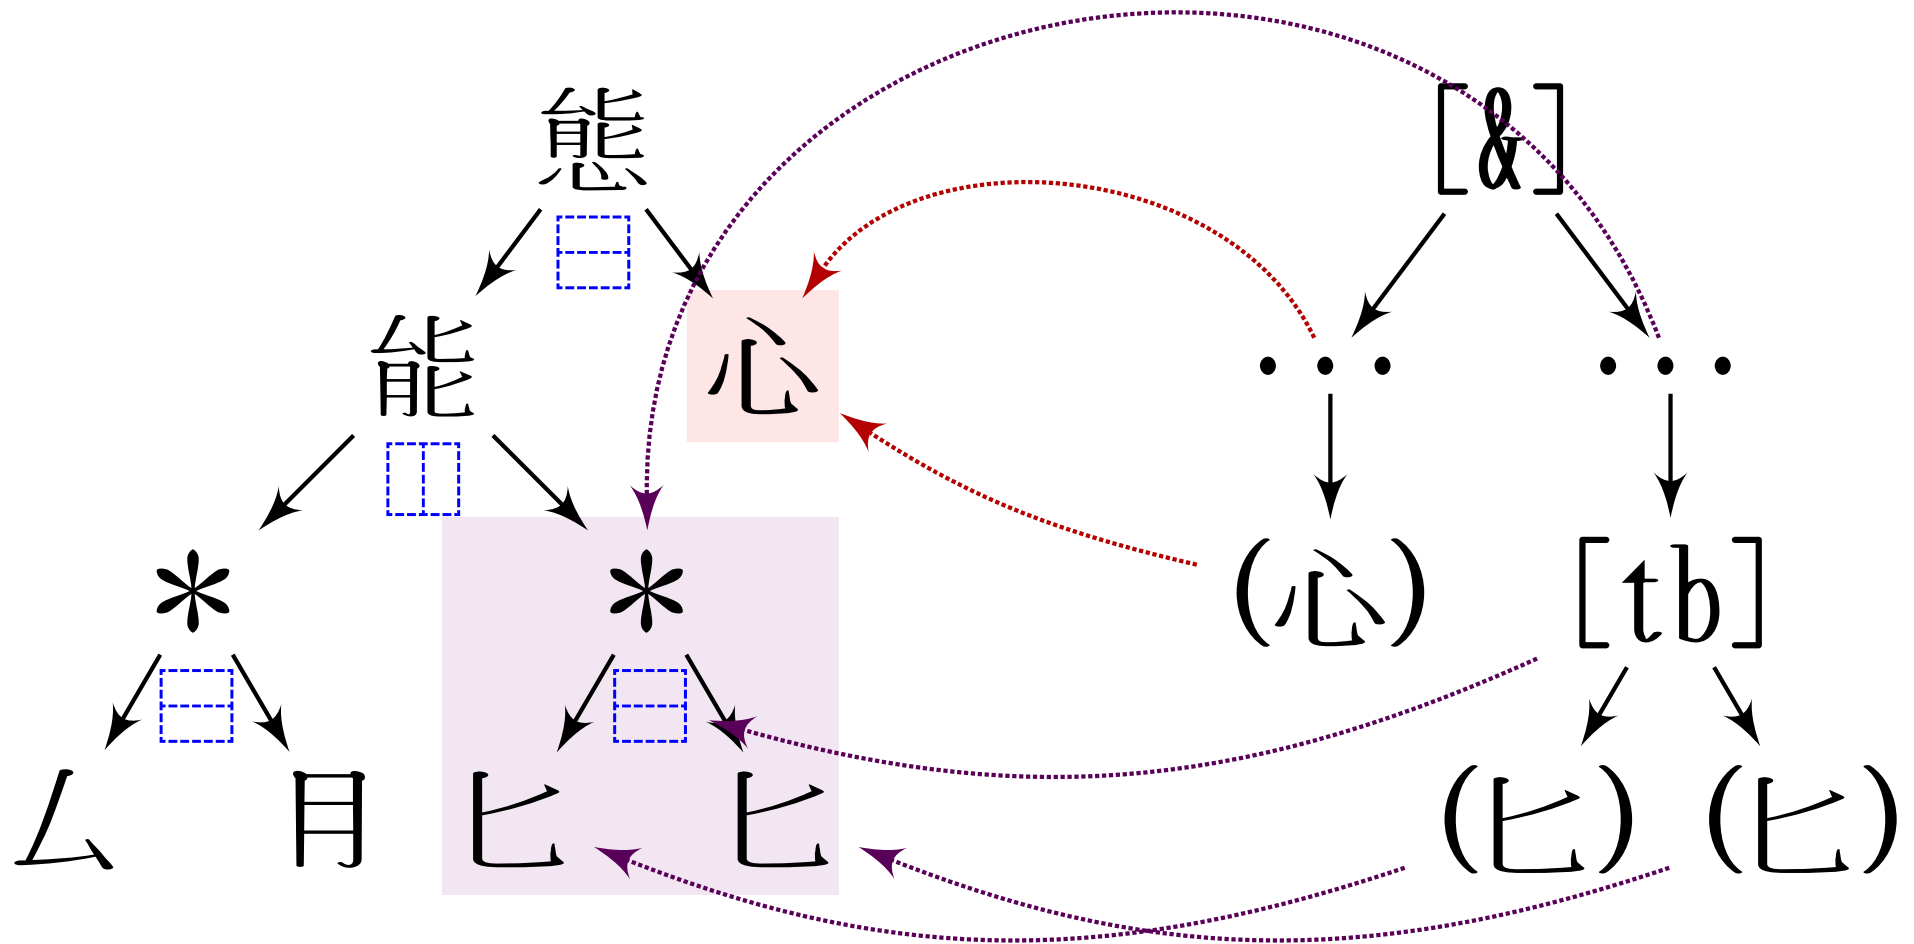 態 [&]
能 心 ... ...
* * (心) [tb]
厶 月 匕 匕 (匕) (匕)